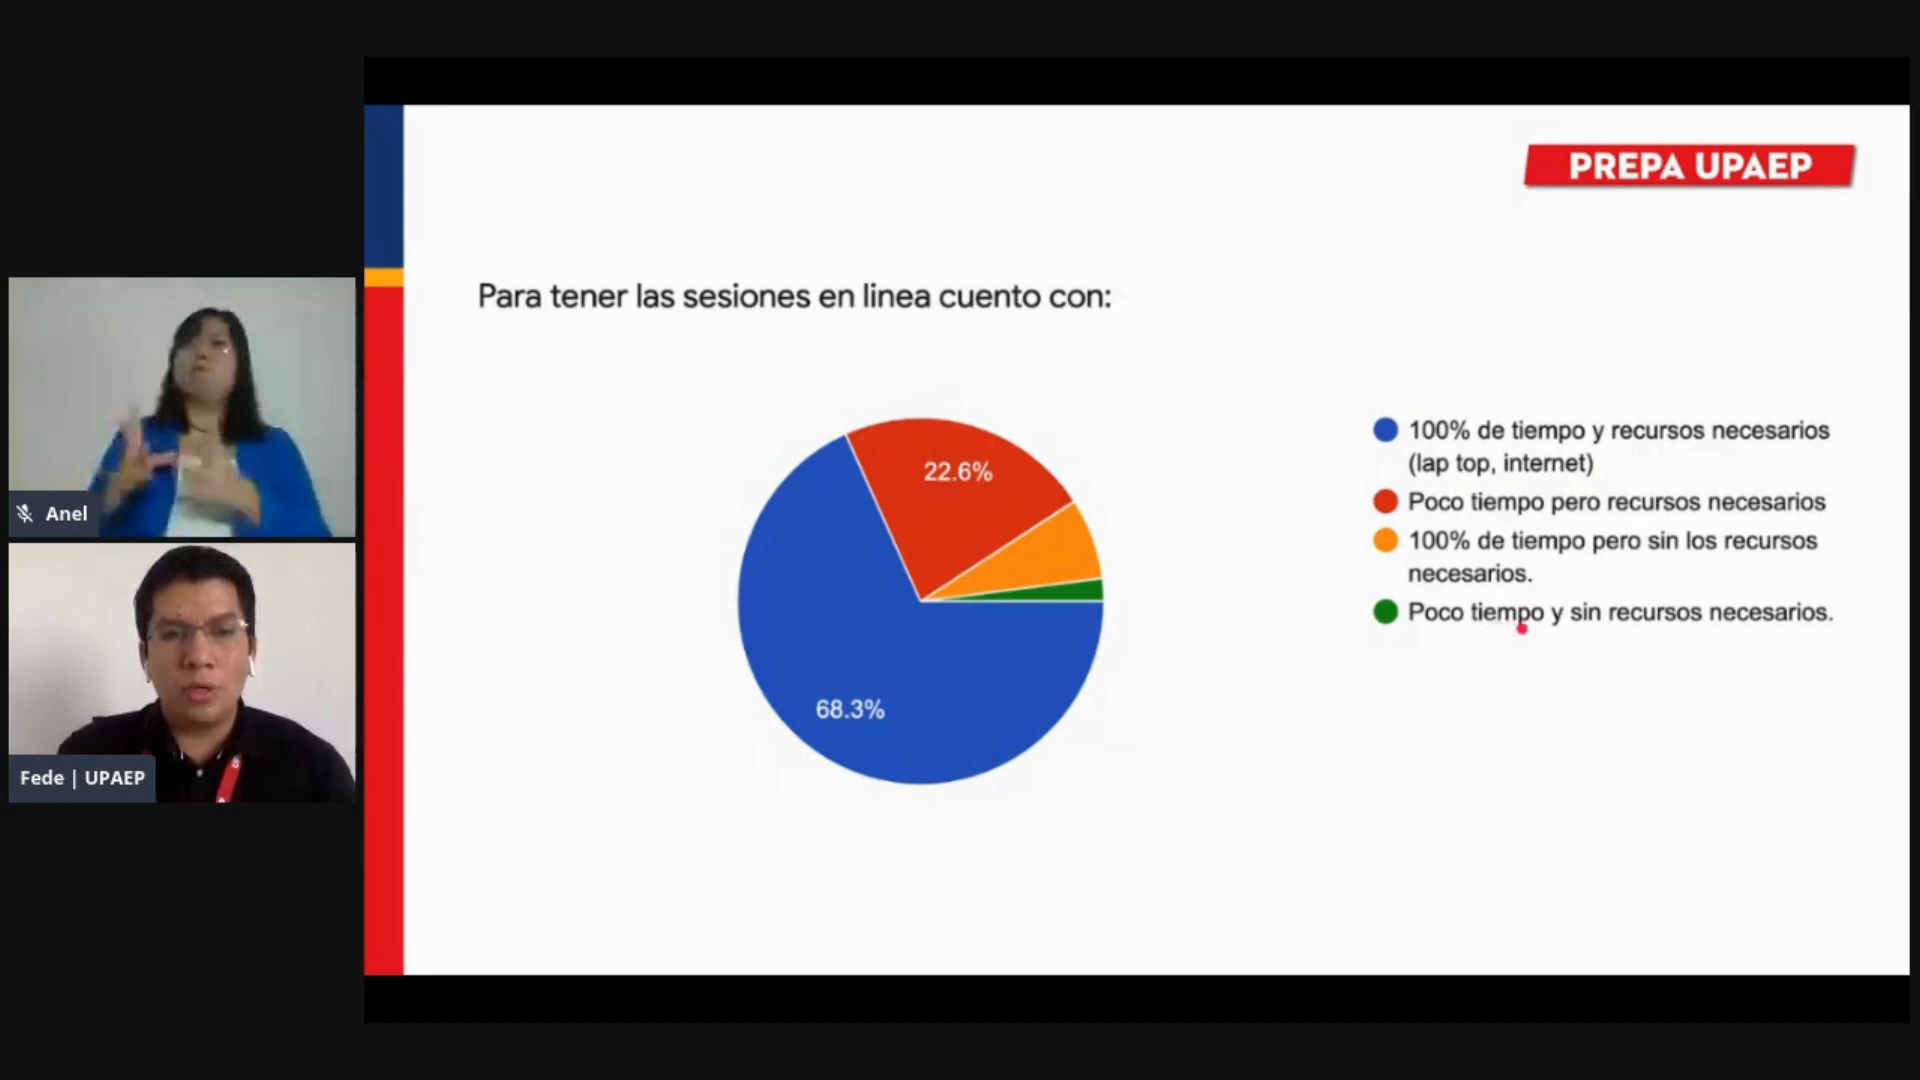 PREPA UPAEP
Para tener las sesiones en linea cuento con:
22.6%
68.3%
100% de tiempo y recursos necesarios
(lap top, internet)
Poco tiempo pero recursos necesarios
100% de tiempo pero sin los recursos
necesarios.
Poco tiempo y sin recursos necesarios.
Anel
Fede | UPAEP